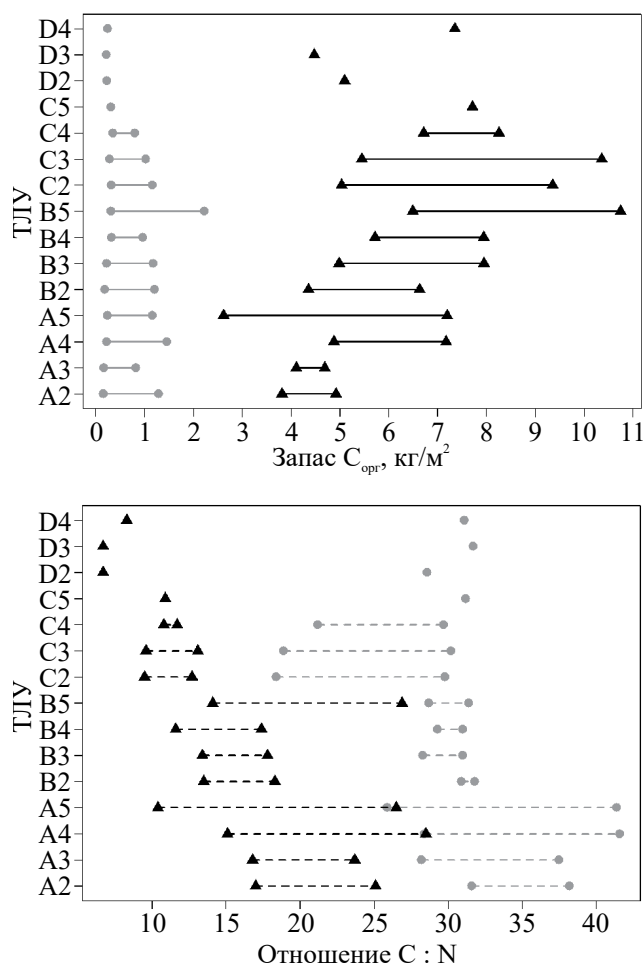 ТЛУ
D4
D3
D2
C5
C4
C3
C2
B5
B4
B3
B2
A5
A4
A3
A2
0 1 2 3 4 5 6 7 8 9 10 11
Запас Cорг, кг/м²
ТЛУ
D4
D3
D2
C5
C4
C3
C2
B5
B4
B3
B2
A5
A4
A3
A2
10 15 20 25 30 35 40
Отношение C : N